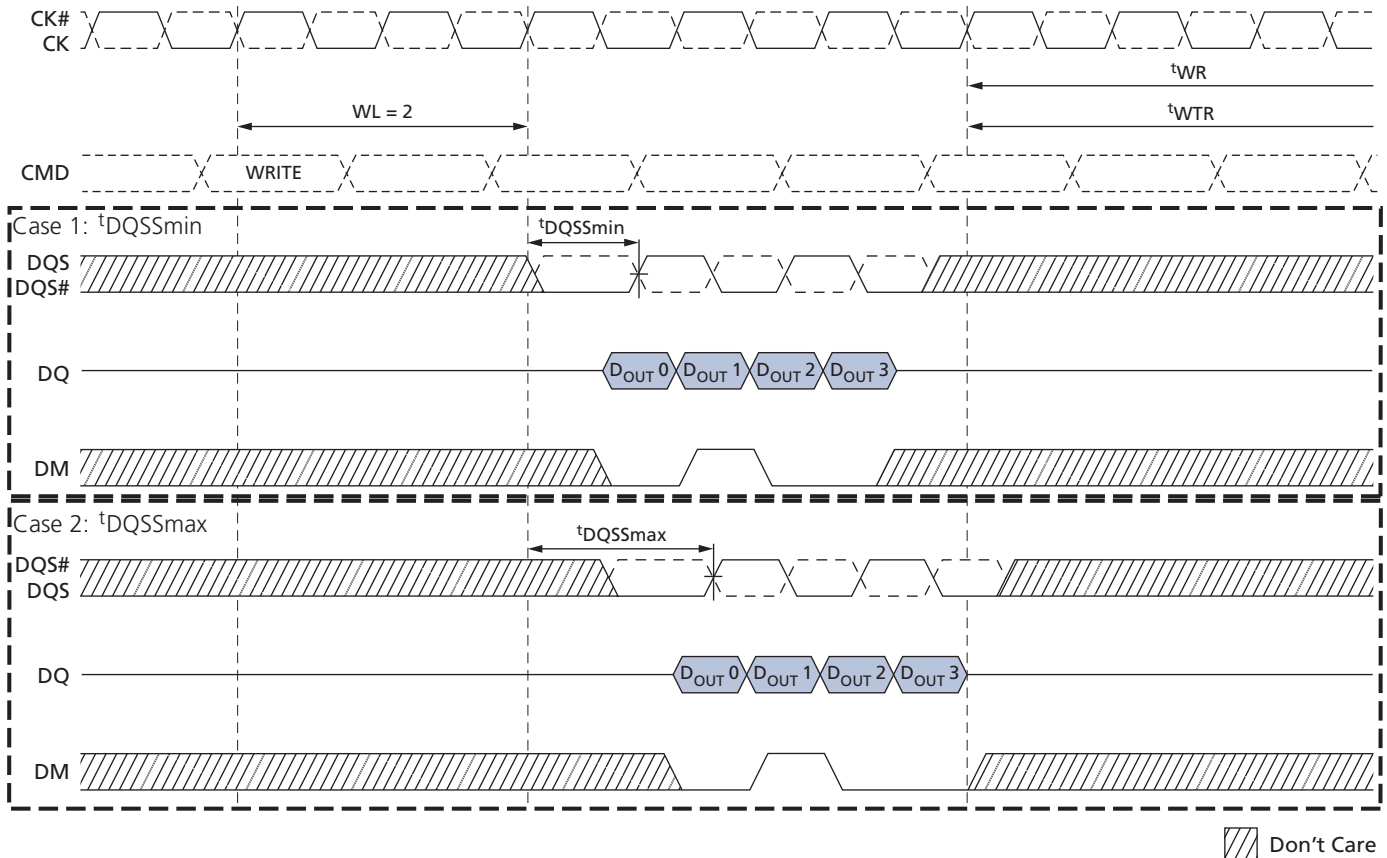 CK#
CK
tWR
WL = 2
tWTR
CMD
WRITE
Case 1: tDQSSmin
tDQSSmin
DQS
DQS#
DQ
DOUT 0 DOUT 1 DOUT 2 DOUT 3
DM
Case 2: tDQSSmax
tDQSSmax
DQS#
DQS
DQ
DOUT 0 DOUT 1 DOUT 2 DOUT 3
DM
Don't Care